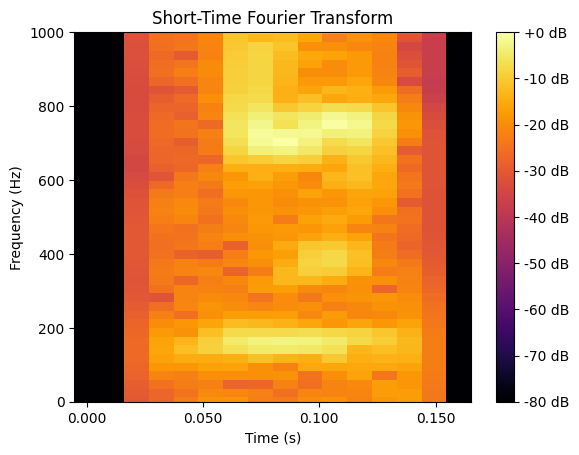 Short-Time Fourier Transform
1000
800
600
400
200
0
Frequency (Hz)
0.000
0.050
0.100
0.150
Time (s)
+0 dB
-10 dB
-20 dB
-30 dB
-40 dB
-50 dB
-60 dB
-70 dB
-80 dB